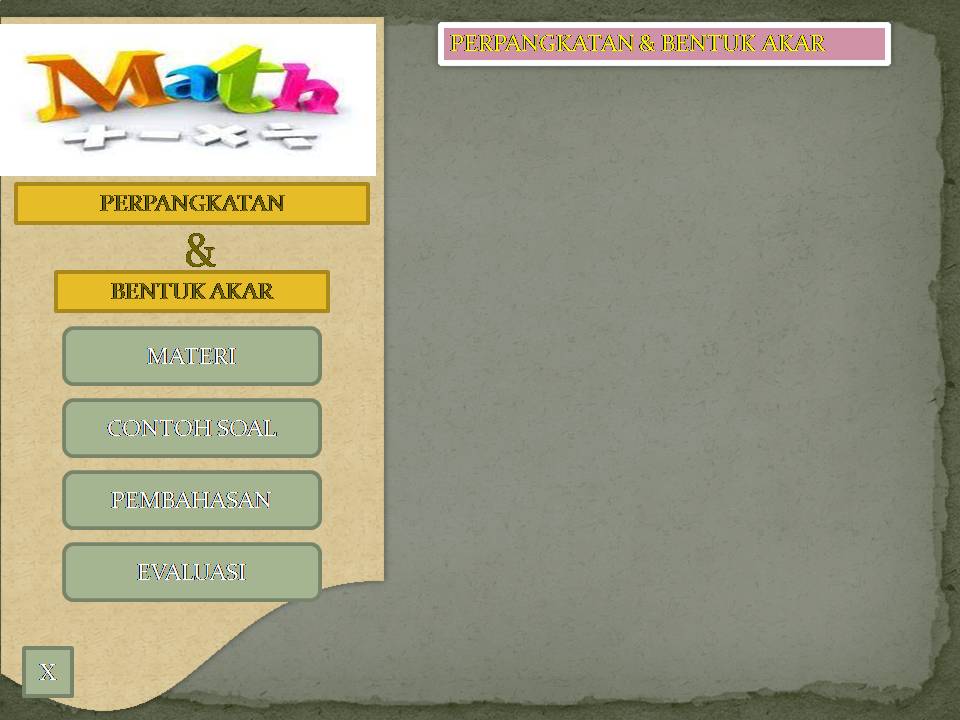 Math
+ − × ÷
PERPANGKATAN
&
BENTUK AKAR
MATERI
CONTOH SOAL
PEMBAHASAN
EVALUASI
X
PERPANGKATAN & BENTUK AKAR